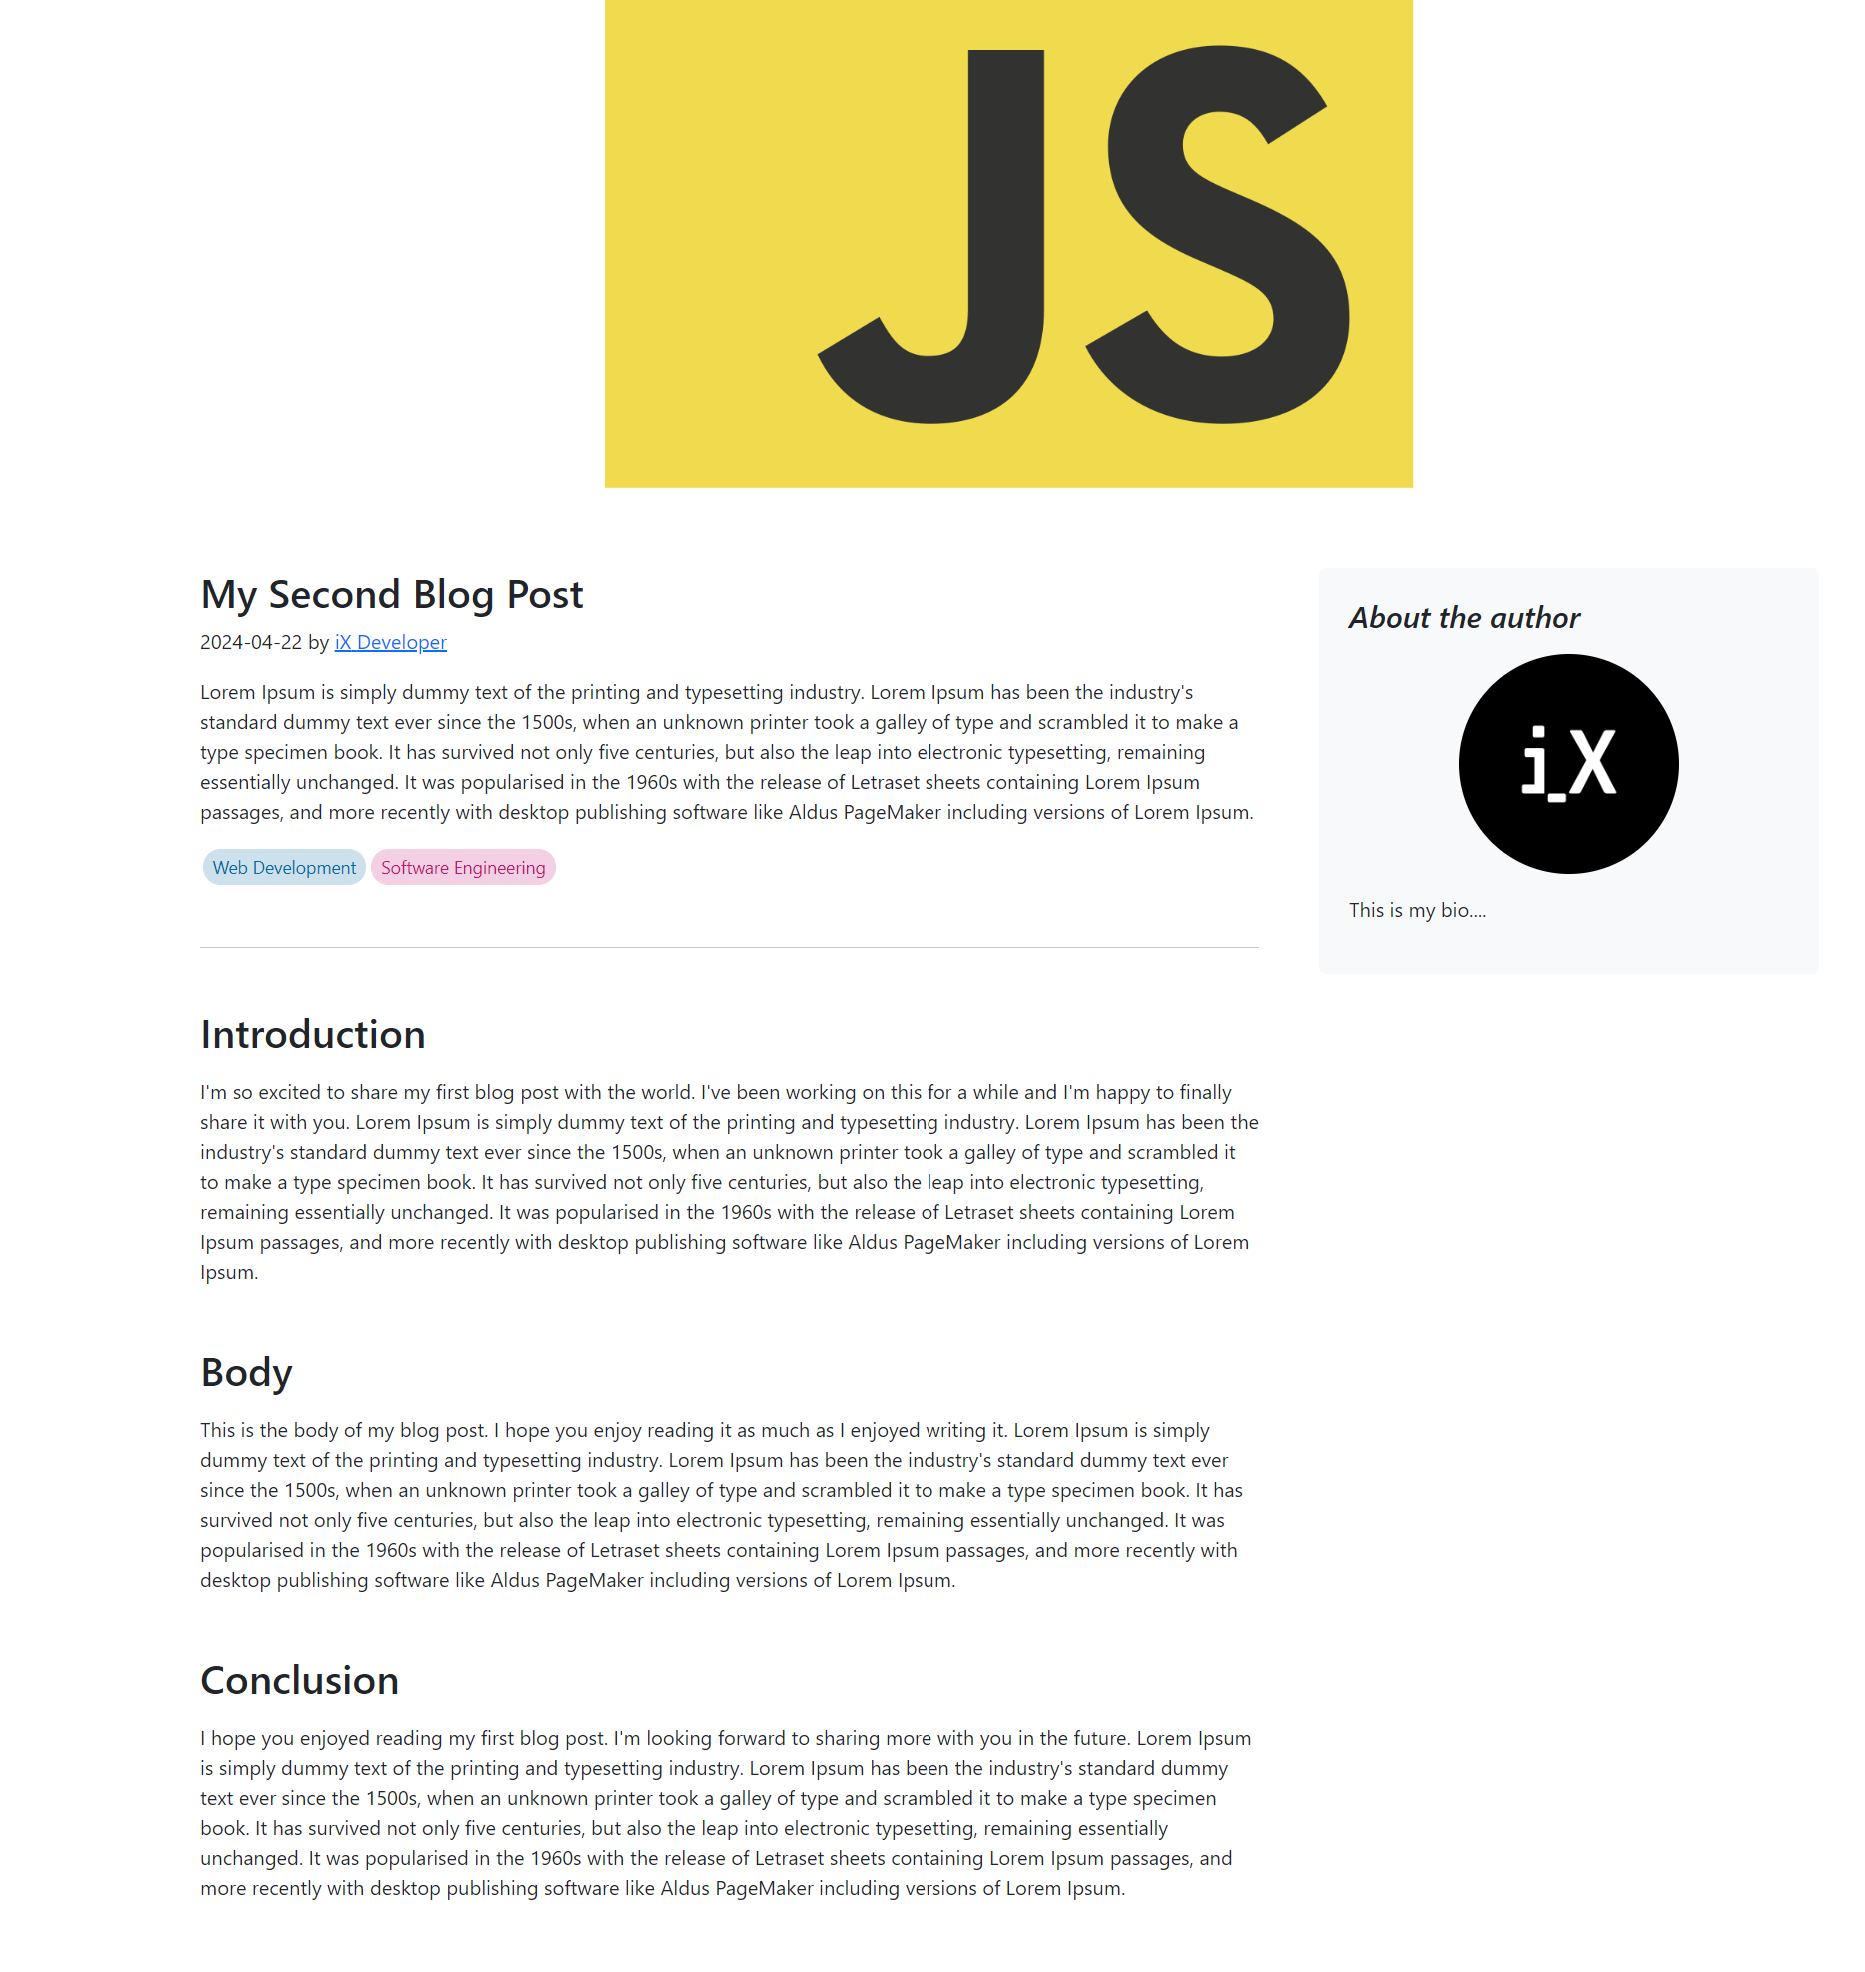 JS
My Second Blog Post
2024-04-22 by iX Developer
Lorem Ipsum is simply dummy text of the printing and typesetting industry. Lorem Ipsum has been the industry's
standard dummy text ever since the 1500s, when an unknown printer took a galley of type and scrambled it to make a
type specimen book. It has survived not only five centuries, but also the leap into electronic typesetting, remaining
essentially unchanged. It was popularised in the 1960s with the release of Letraset sheets containing Lorem Ipsum
passages, and more recently with desktop publishing software like Aldus PageMaker including versions of Lorem Ipsum.
Web Development Software Engineering
About the author
i_X
This is my bio....
Introduction
I'm so excited to share my first blog post with the world. I've been working on this for a while and I'm happy to finally
share it with you. Lorem Ipsum is simply dummy text of the printing and typesetting industry. Lorem Ipsum has been the
industry's standard dummy text ever since the 1500s, when an unknown printer took a galley of type and scrambled it
to make a type specimen book. It has survived not only five centuries, but also the leap into electronic typesetting,
remaining essentially unchanged. It was popularised in the 1960s with the release of Letraset sheets containing Lorem
Ipsum passages, and more recently with desktop publishing software like Aldus PageMaker including versions of Lorem
Ipsum.
Body
This is the body of my blog post. I hope you enjoy reading it as much as I enjoyed writing it. Lorem Ipsum is simply
dummy text of the printing and typesetting industry. Lorem Ipsum has been the industry's standard dummy text ever
since the 1500s, when an unknown printer took a galley of type and scrambled it to make a type specimen book. It has
survived not only five centuries, but also the leap into electronic typesetting, remaining essentially unchanged. It was
popularised in the 1960s with the release of Letraset sheets containing Lorem Ipsum passages, and more recently with
desktop publishing software like Aldus PageMaker including versions of Lorem Ipsum.
Conclusion
I hope you enjoyed reading my first blog post. I'm looking forward to sharing more with you in the future. Lorem Ipsum
is simply dummy text of the printing and typesetting industry. Lorem Ipsum has been the industry's standard dummy
text ever since the 1500s, when an unknown printer took a galley of type and scrambled it to make a type specimen
book. It has survived not only five centuries, but also the leap into electronic typesetting, remaining essentially
unchanged. It was popularised in the 1960s with the release of Letraset sheets containing Lorem Ipsum passages, and
more recently with desktop publishing software like Aldus PageMaker including versions of Lorem Ipsum.